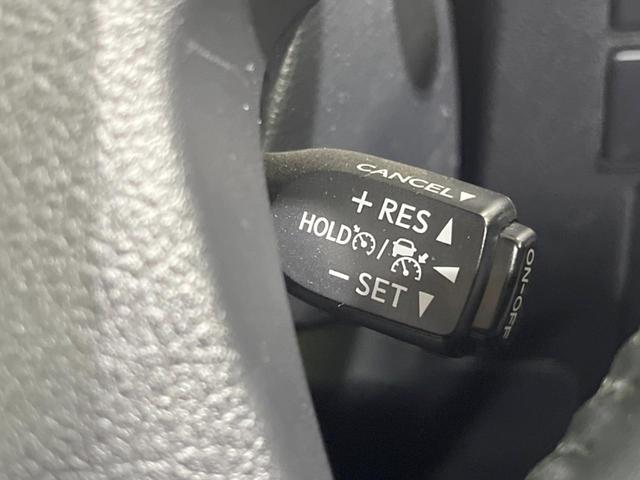 CANCEL▼
+ RES ▲
HOLD / ◀
− SET ▼
ON-OFF